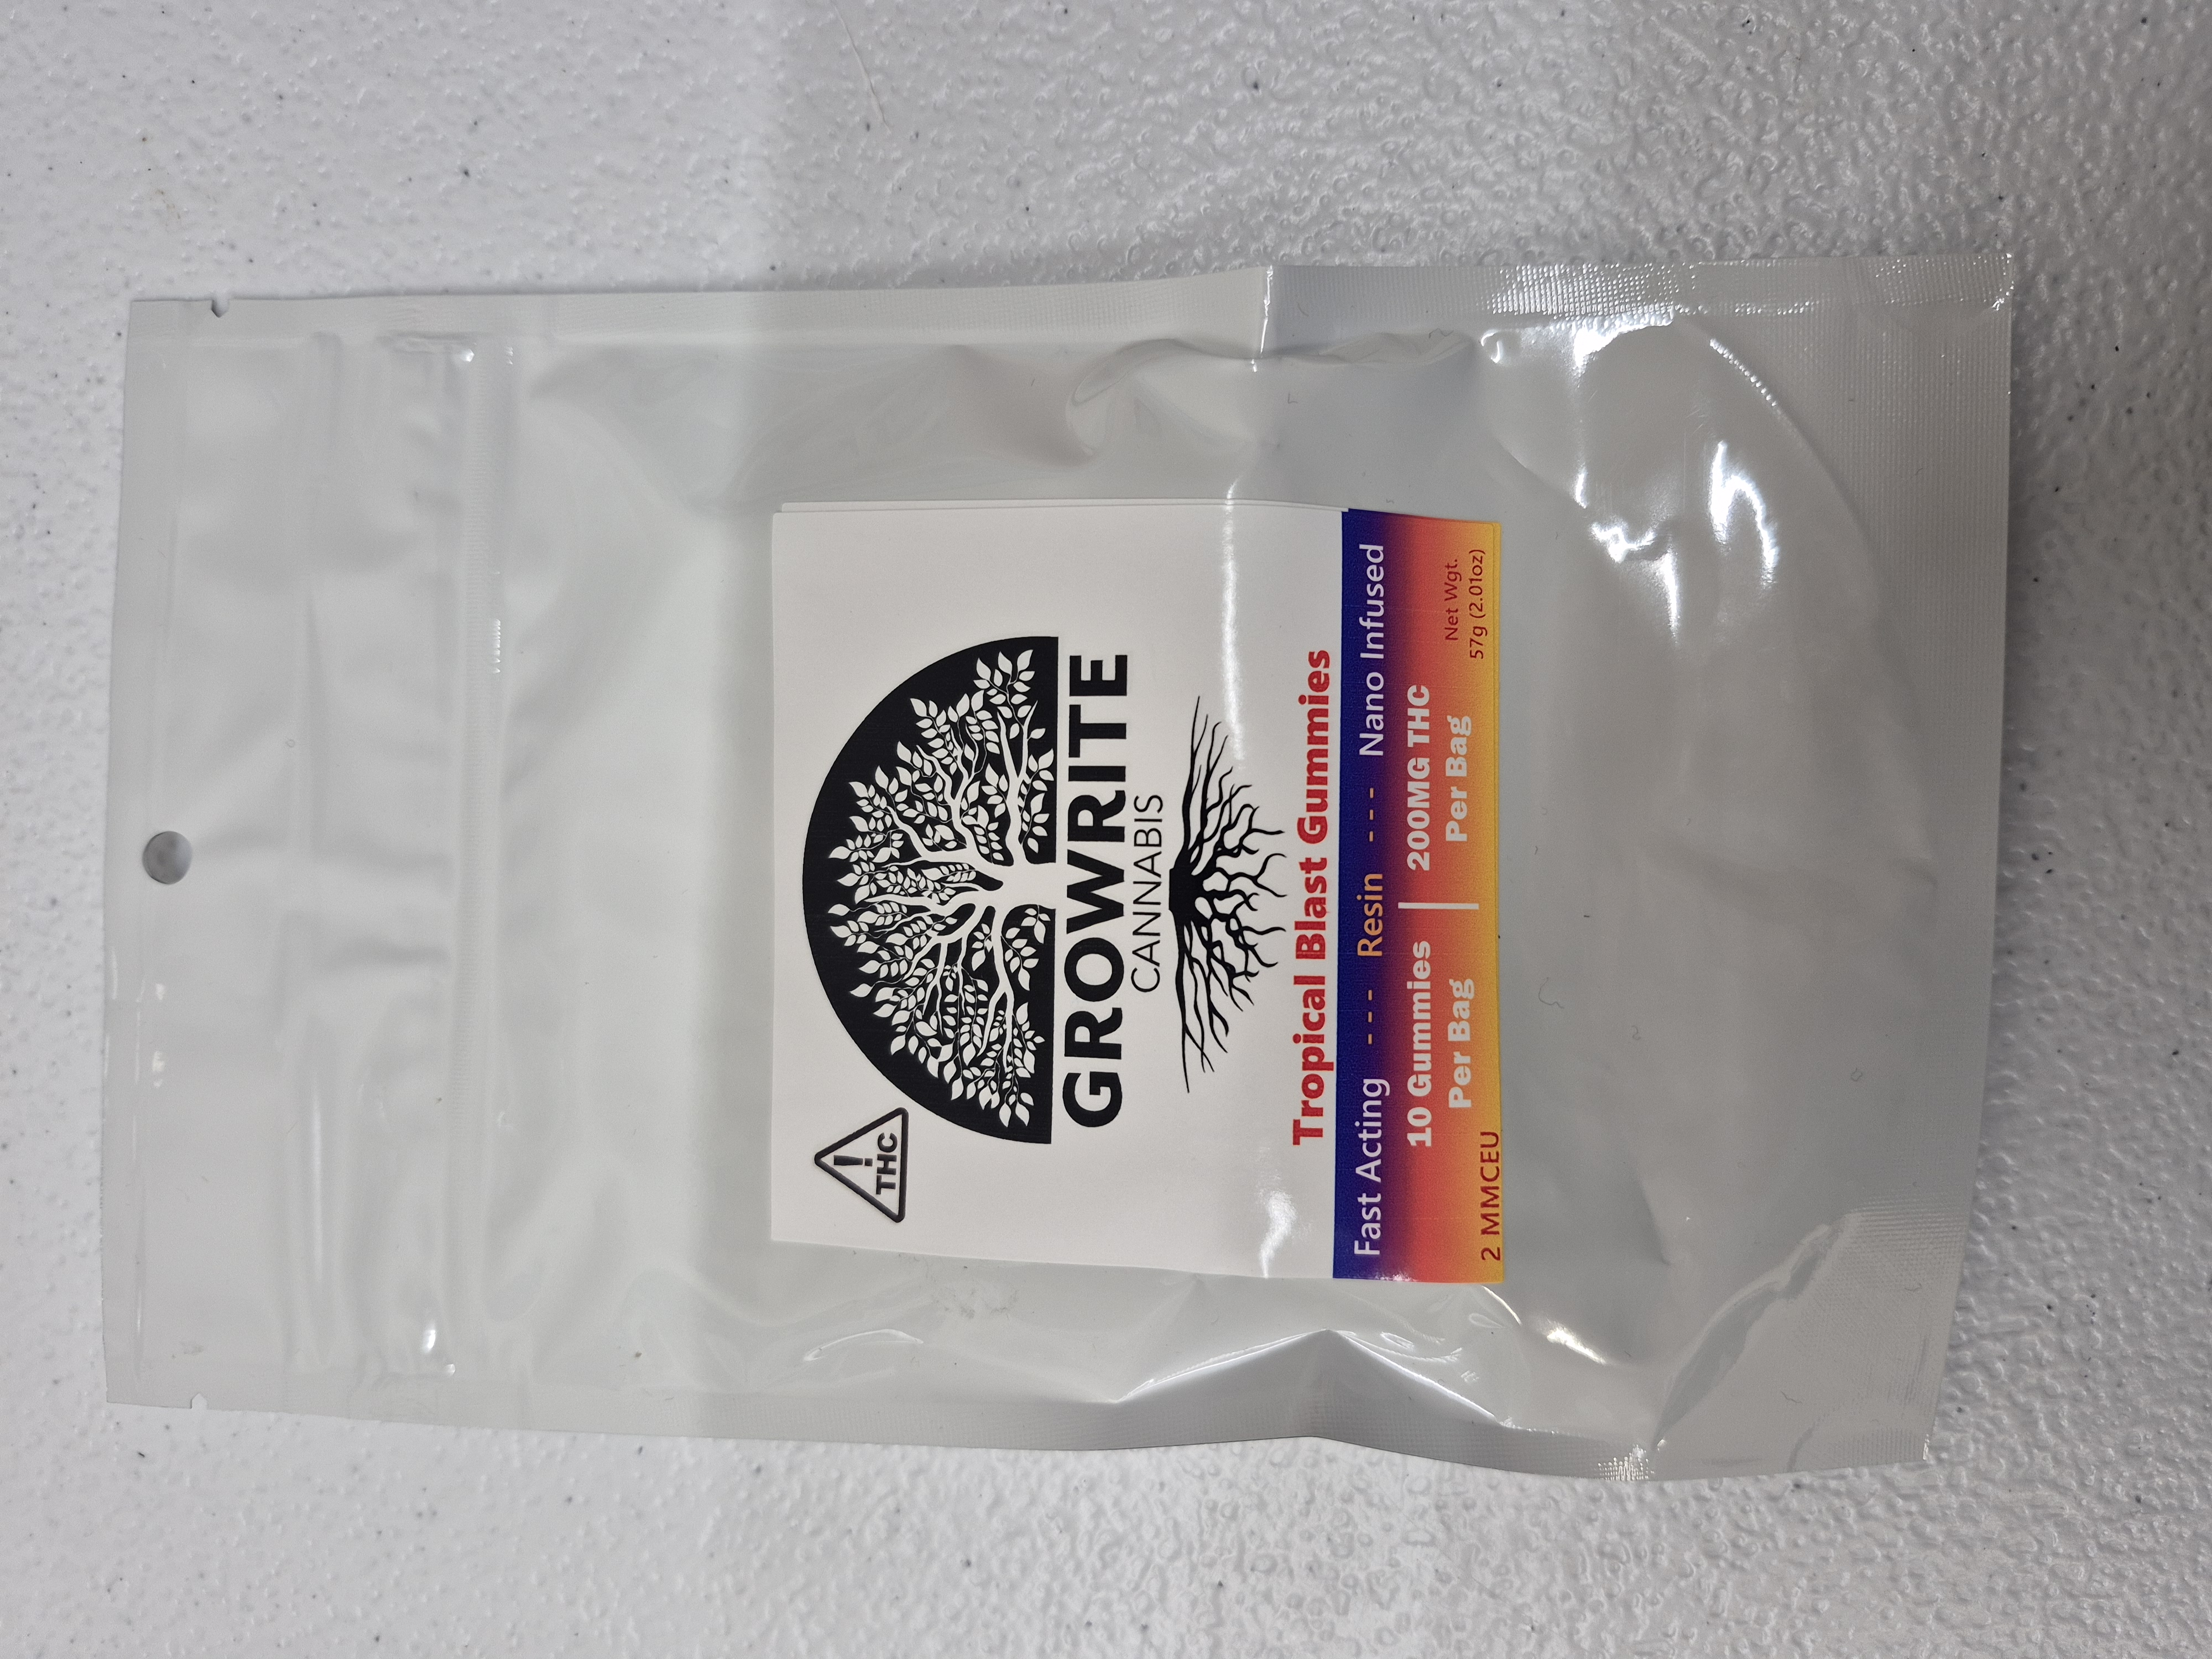 ! THC
GROWRITE
CANNABIS
Tropical Blast Gummies
Fast Acting --- Resin --- Nano Infused
10 Gummies
Per Bag
200MG THC
Per Bag
Net Wgt.
57g (2.01oz)
2 MMCEU